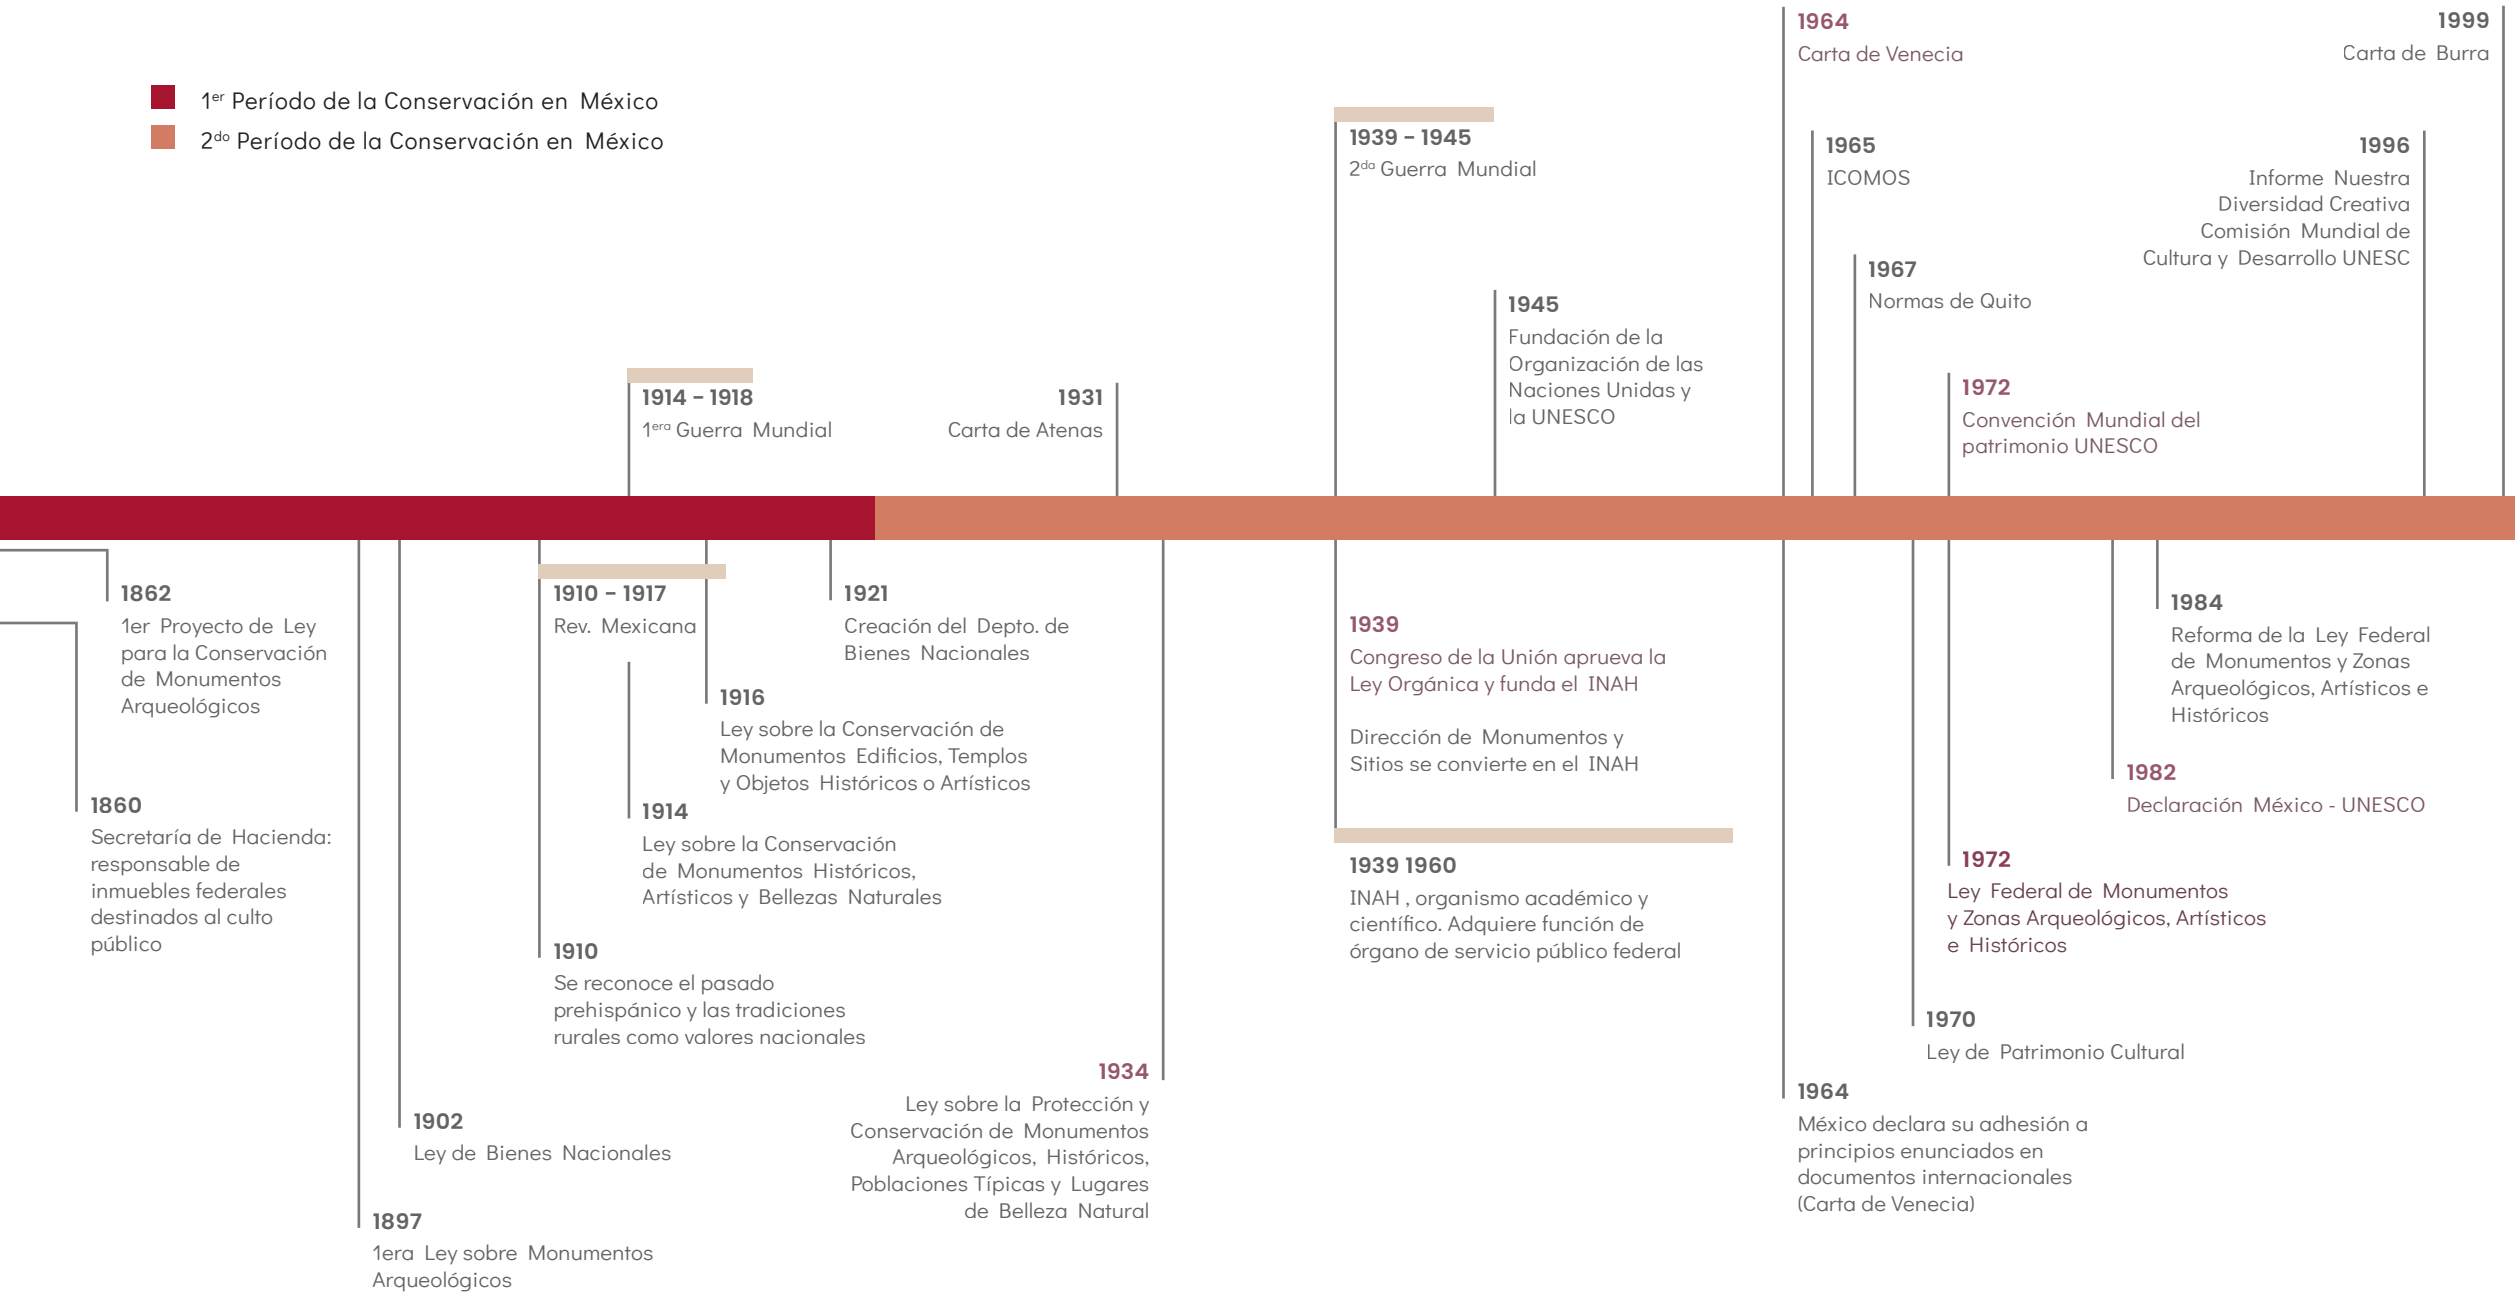 1er Período de la Conservación en México
2do Período de la Conservación en México
1914 - 1918
1era Guerra Mundial
1931
Carta de Atenas
1939 - 1945
2da Guerra Mundial
1945
Fundación de la
Organización de las
Naciones Unidas y
la UNESCO
1964
Carta de Venecia
1965
ICOMOS
1967
Normas de Quito
1972
Convención Mundial del
patrimonio UNESCO
1996
Informe Nuestra
Diversidad Creativa
Comisión Mundial de
Cultura y Desarrollo UNESC
1999
Carta de Burra
1862
1er Proyecto de Ley
para la Conservación
de Monumentos
Arqueológicos
1860
Secretaría de Hacienda:
responsable de
inmuebles federales
destinados al culto
público
1897
1era Ley sobre Monumentos
Arqueológicos
1902
Ley de Bienes Nacionales
1910 - 1917
Rev. Mexicana
1910
Se reconoce el pasado
prehispánico y las tradiciones
rurales como valores nacionales
1914
Ley sobre la Conservación
de Monumentos Históricos,
Artísticos y Bellezas Naturales
1916
Ley sobre la Conservación de
Monumentos Edificios, Templos
y Objetos Históricos o Artísticos
1921
Creación del Depto. de
Bienes Nacionales
1934
Ley sobre la Protección y
Conservación de Monumentos
Arqueológicos, Históricos,
Poblaciones Típicas y Lugares
de Belleza Natural
1939
Congreso de la Unión aprueva la
Ley Orgánica y funda el INAH
Dirección de Monumentos y
Sitios se convierte en el INAH
1939 1960
INAH , organismo académico y
científico. Adquiere función de
órgano de servicio público federal
1964
México declara su adhesión a
principios enunciados en
documentos internacionales
(Carta de Venecia)
1970
Ley de Patrimonio Cultural
1972
Ley Federal de Monumentos
y Zonas Arqueológicos, Artísticos
e Históricos
1982
Declaración México - UNESCO
1984
Reforma de la Ley Federal
de Monumentos y Zonas
Arqueológicos, Artísticos e
Históricos